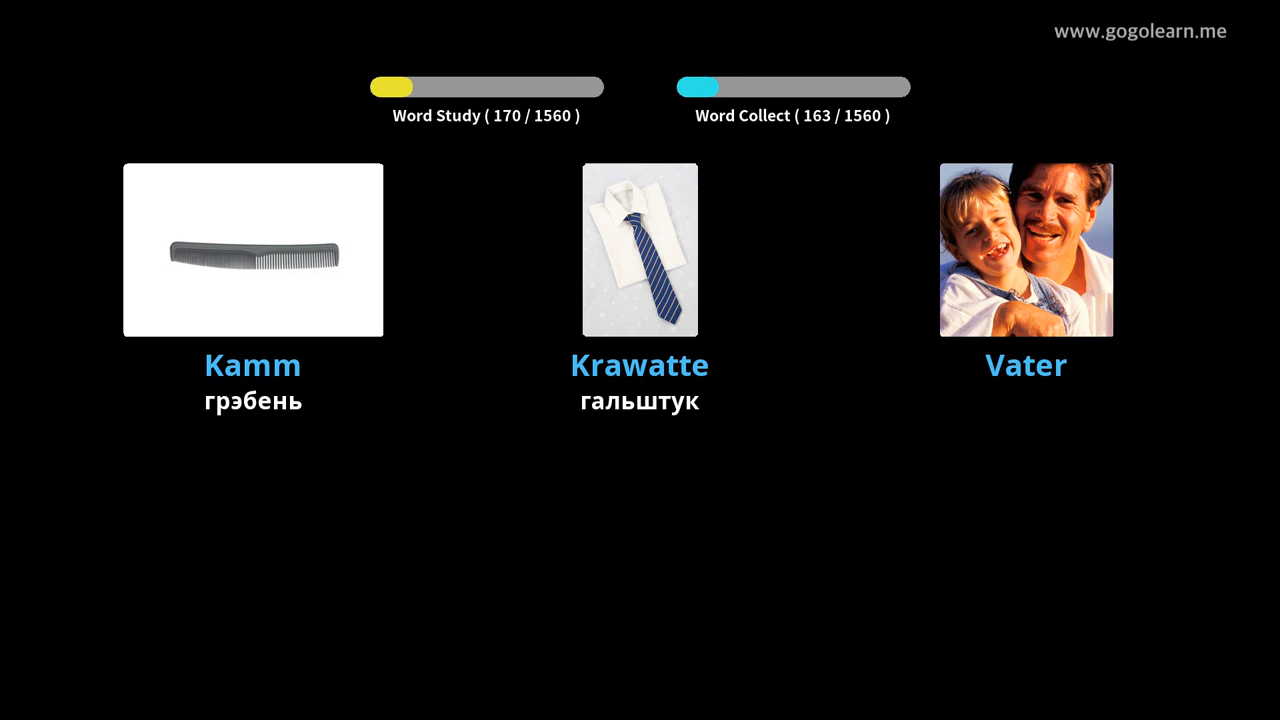 www.gogolearn.me
Word Study ( 170 / 1560 )
Word Collect ( 163 / 1560 )
Kamm
грэбень
Krawatte
гальштук
Vater